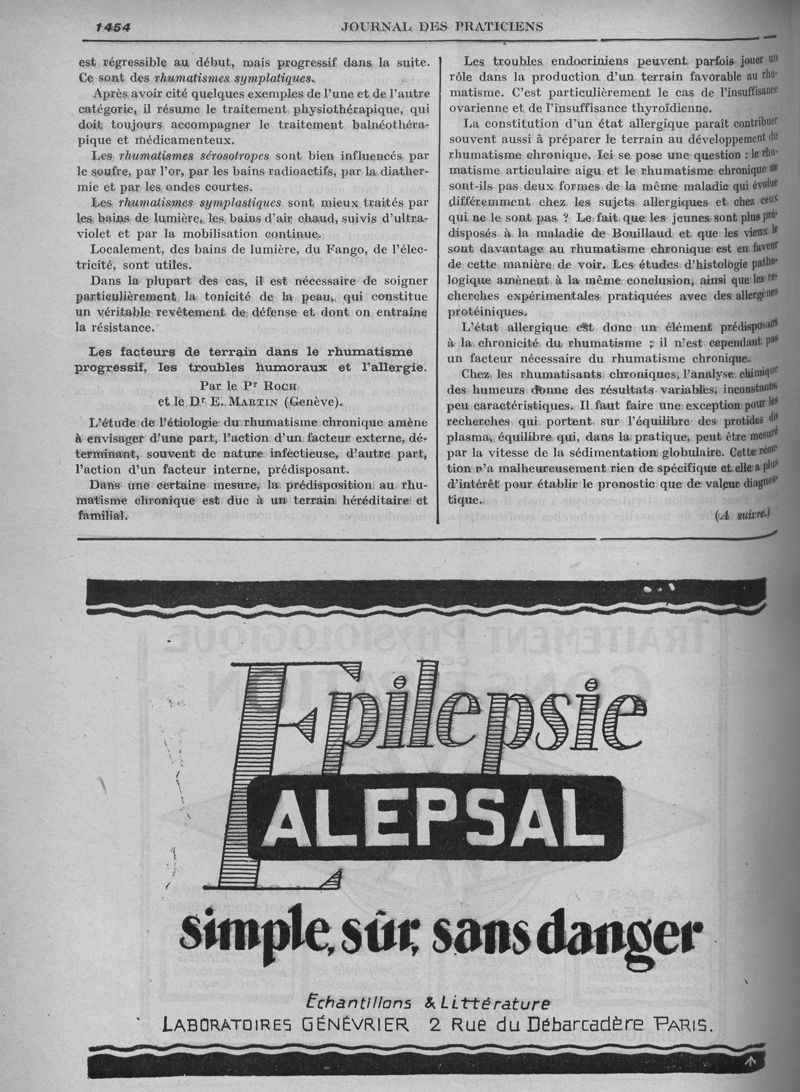 1454
JOURNAL DES PRATICIENS
est régressible au début, mais progressif dans la suite.
Ce sont des rhumatismes symplatiques.
Après avoir cité quelques exemples de l'une et de l'autre
catégorie, il résume le traitement physiothérapique, qui
doit toujours accompagner le traitement balnéothéra-
pique et médicamenteux.
Les rhumatismes sérosotropes sont bien influencés par
le soufre, par l'or, par les bains radioactifs, par la diather-
mie et par les ondes courtes.
Les rhumatismes symplastiques sont mieux traités par
les bains de lumière, les bains d'air chaud, suivis d'ultra-
violet et par la mobilisation continue.
Localement, des bains de lumière, du Fango, de l'élec-
tricité, sont utiles.
Dans la plupart des cas, il est nécessaire de soigner
particulièrement la tonicité de la peau, qui constitue
un véritable revêtement de défense et dont on entraîne
la résistance.
Les facteurs de terrain dans le rhumatisme
progressif, les troubles humoraux et l'allergie.
Par le Pr ROCH
et le Dr E. MARTIN (Genève).
L'étude de l'étiologie du rhumatisme chronique amène
à envisager d'une part, l'action d'un facteur externe, dé-
terminant, souvent de nature infectieuse, d'autre part,
l'action d'un facteur interne, prédisposant.
Dans une certaine mesure, la prédisposition au rhu-
matisme chronique est due à un terrain héréditaire et
familial.
Les troubles endocriniens peuvent parfois jouer un
rôle dans la production d'un terrain favorable au rhu-
matisme. C'est particulièrement le cas de l'insuffisance
ovarienne et de l'insuffisance thyroïdienne.
La constitution d'un état allergique paraît contribuer
souvent aussi à préparer le terrain au développement du
rhumatisme chronique. Ici se pose une question : le rhu-
matisme articulaire aigu et le rhumatisme chronique ne
sont-ils pas deux formes de la même maladie qui évolue
différemment chez les sujets allergiques et chez ceux
qui ne le sont pas ? Le fait que les jeunes sont plus pré-
disposés à la maladie de Bouillaud et que les vieux le
sont davantage au rhumatisme chronique est en faveur
de cette manière de voir. Les études d'histologie patho-
logique amènent à la même conclusion, ainsi que les re-
cherches expérimentales pratiquées avec des allergènes
protéiniques.
L'état allergique est donc un élément prédisposant
à la chronicité du rhumatisme ; il n'est cependant pas
un facteur nécessaire du rhumatisme chronique.
Chez les rhumatisants chroniques, l'analyse chimique
des humeurs donne des résultats variables, inconstants
peu caractéristiques. Il faut faire une exception pour les
recherches qui portent sur l'équilibre des protides du
plasma, équilibre qui, dans la pratique, peut être mesuré
par la vitesse de la sédimentation globulaire. Cette réac-
tion n'a malheureusement rien de spécifique et elle a plus
d'intérêt pour établir le pronostic que de valeur diagnos-
tique.
(A suivre.)
Epilepsie
ALEPSAL
simple, sûr, sans danger
Échantillons & Littérature
LABORATOIRES GÉNÉVRIER 2 Rue du Débarcadère PARIS.